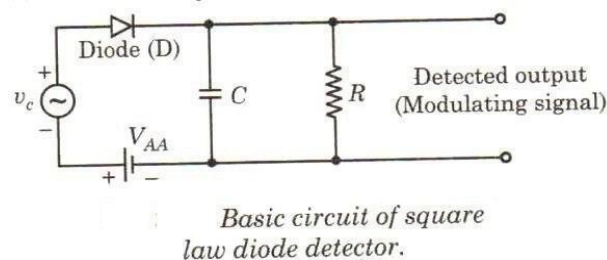 Diode (D)
+
v_c
−
C
R
Detected output
(Modulating signal)
V_AA
+ −
Basic circuit of square
law diode detector.